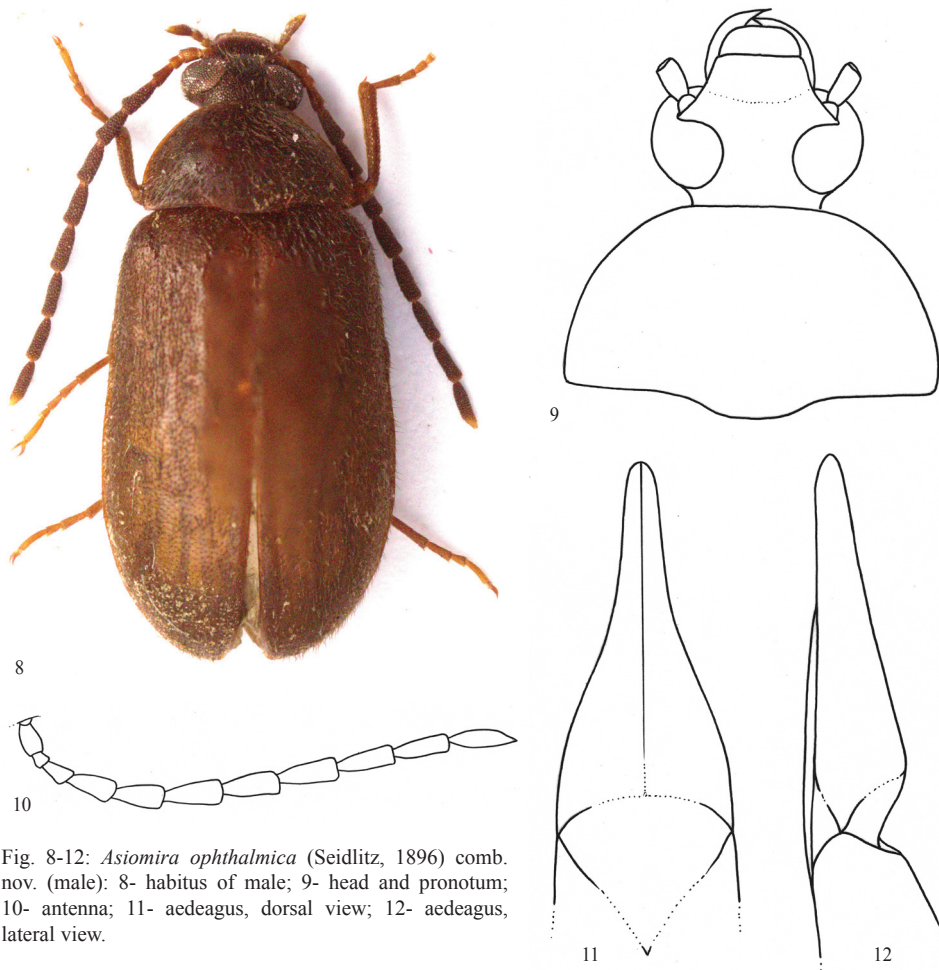 8
9
10
Fig. 8-12: Asiomira ophthalmica (Seidlitz, 1896) comb.
nov. (male): 8- habitus of male; 9- head and pronotum;
10- antenna; 11- aedeagus, dorsal view; 12- aedeagus,
lateral view.
11
12